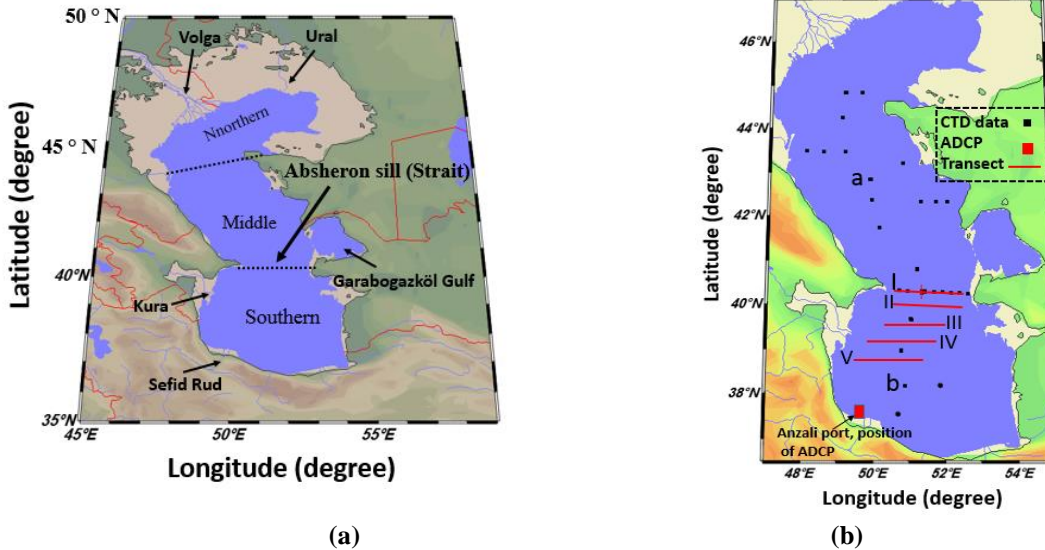 50 ° N
Volga
Ural
Nnorthern
45 ° N
Absheron sill (Strait)
Middle
Latitude (degree)
Garabogazköl Gulf
40°N
Kura
Southern
Sefid Rud
35°N
45°E
50°E
55°E
Longitude (degree)
(a)
46°N
CTD data
ADCP
Transect
44°N
a
42°N
Latitude (degree)
I
40°N
II
III
IV
V
b
38°N
Anzali port, position
of ADCP
48°E
50°E
52°E
54°E
Longitude (degree)
(b)